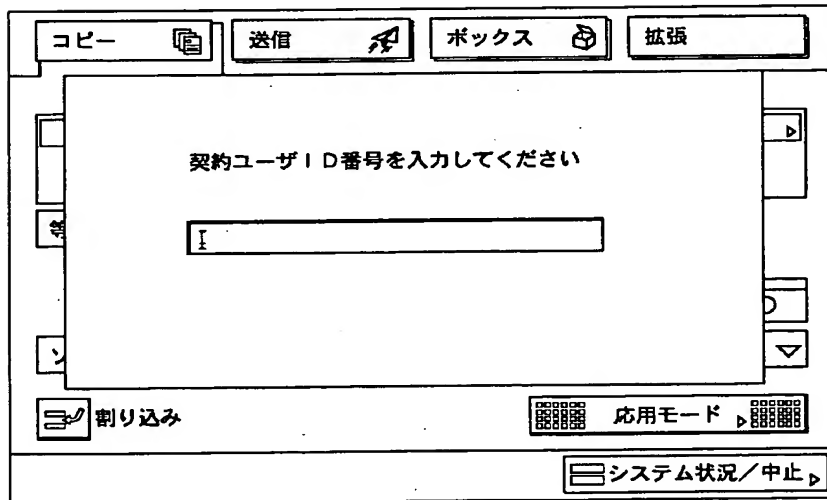 コピー
送信
ボックス
拡張
契約ユーザID番号を入力してください
割り込み
応用モード
システム状況/中止